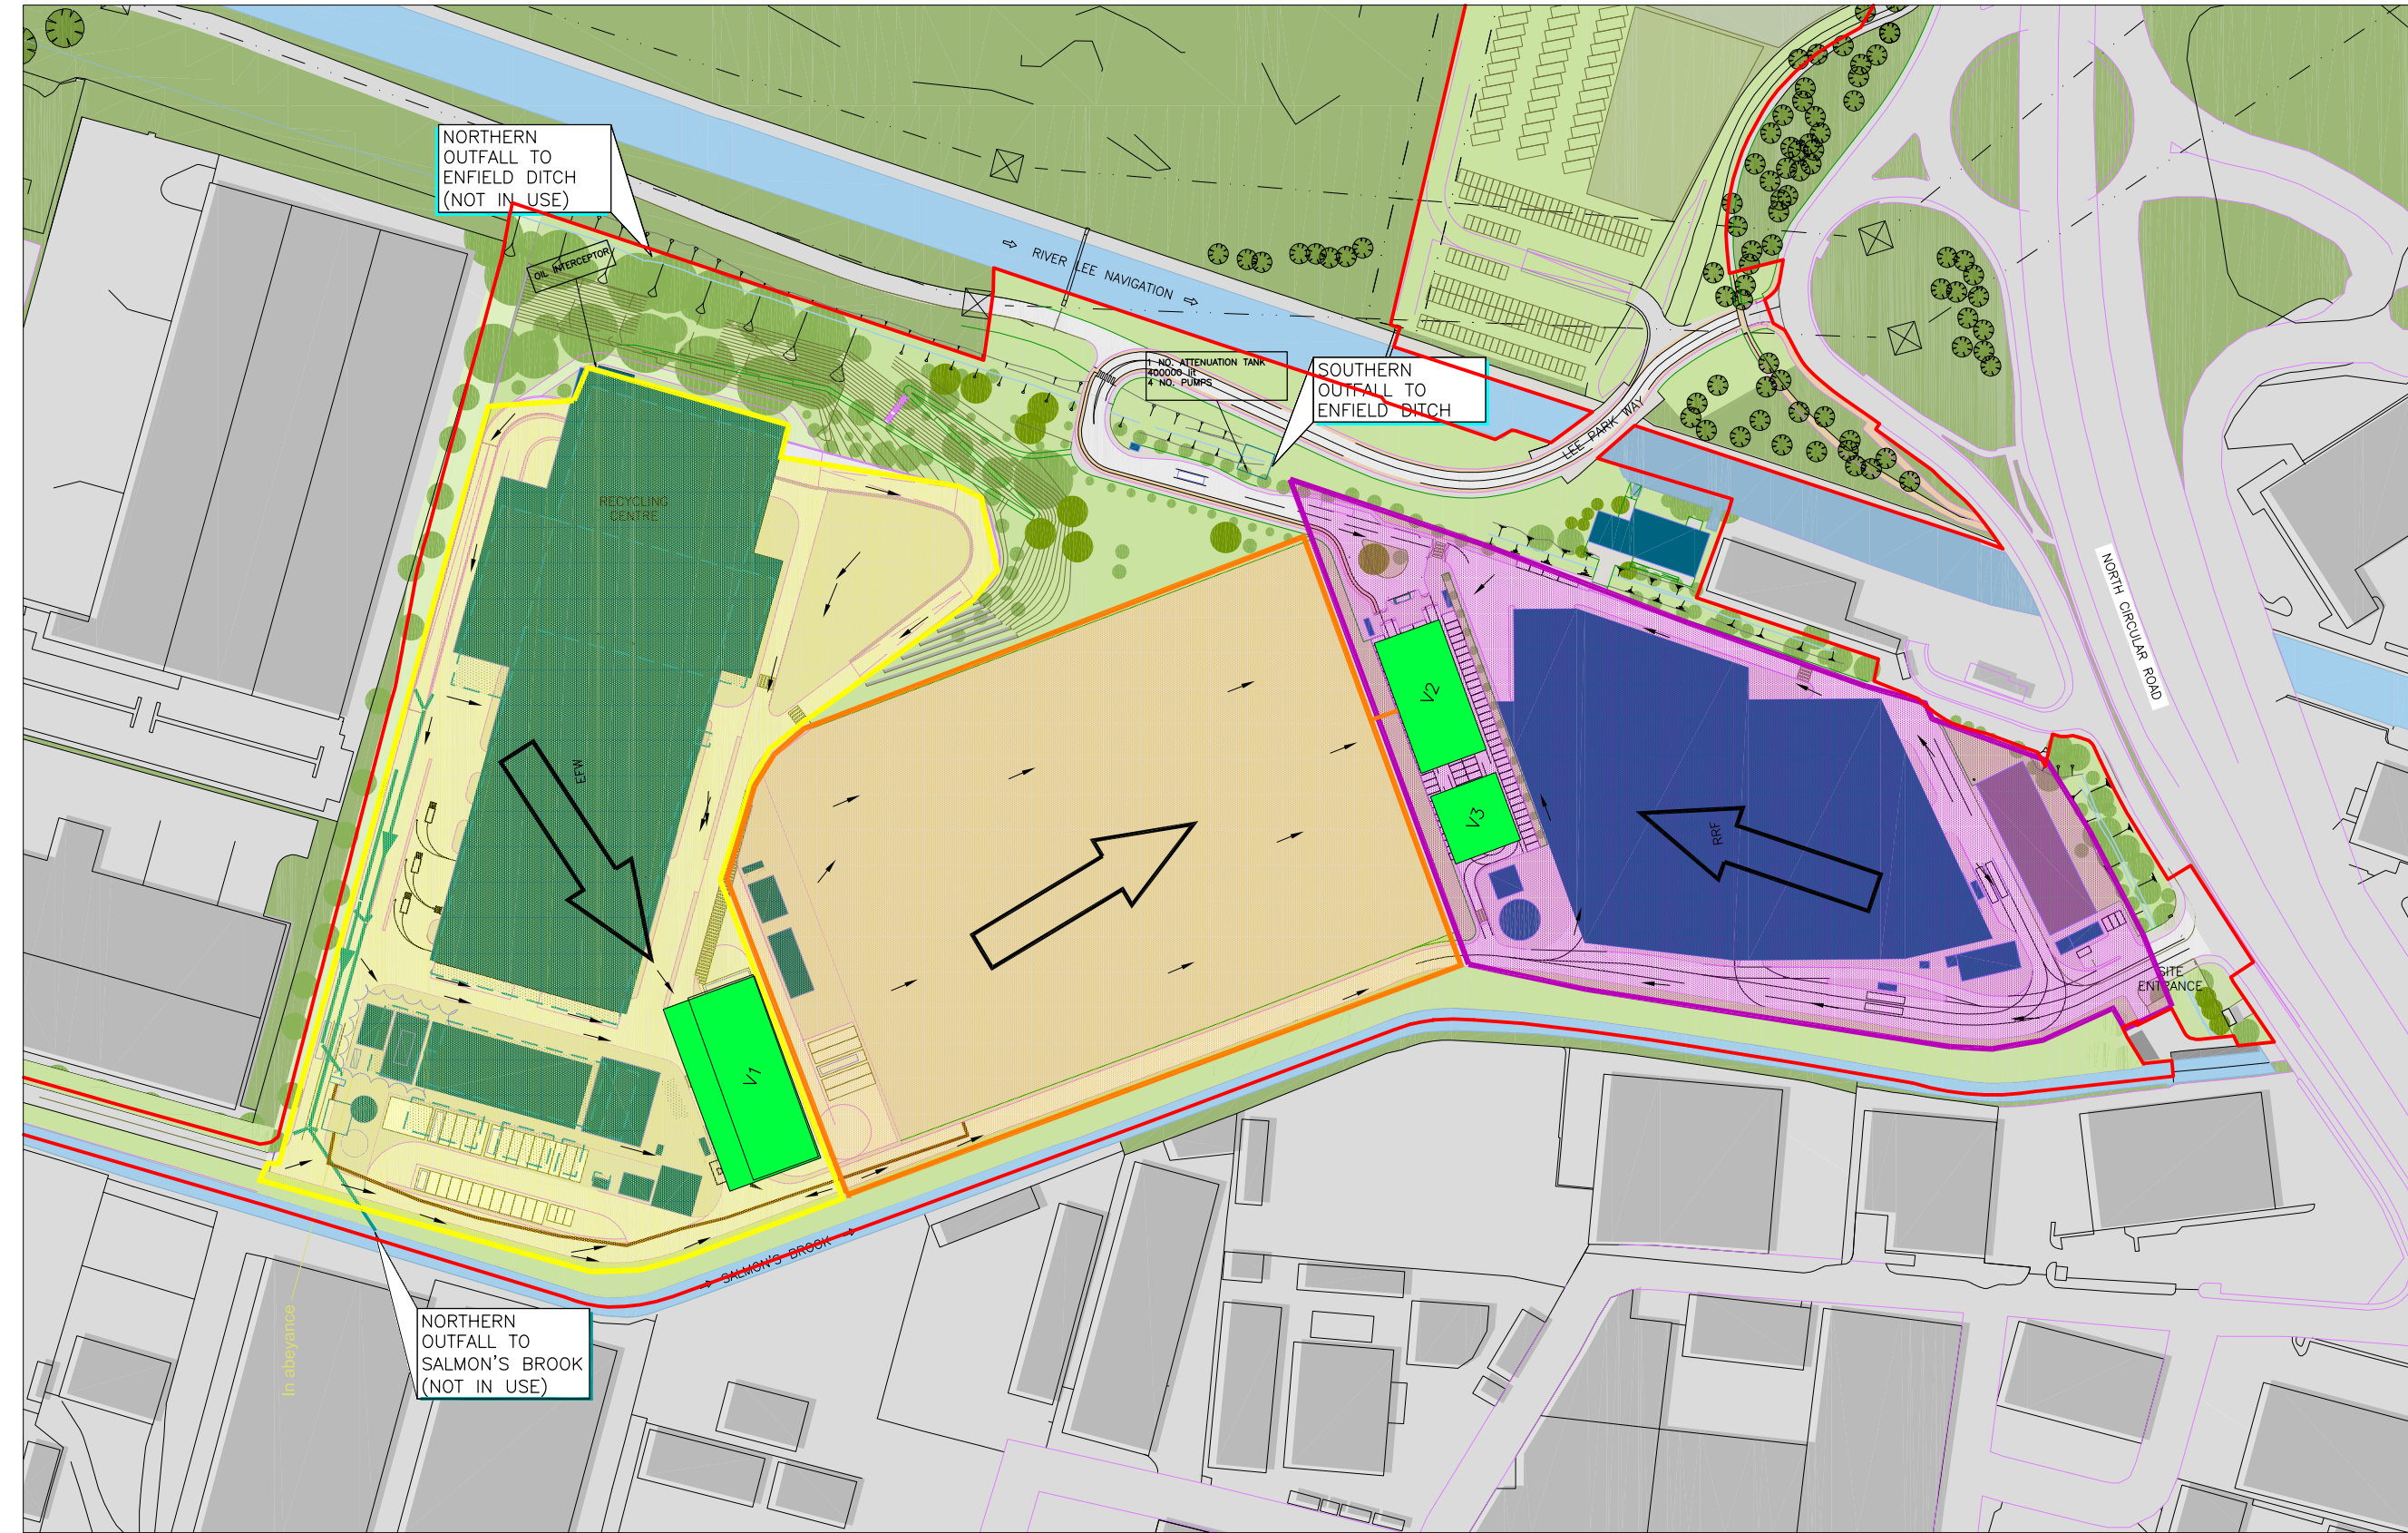 NORTHERN
OUTFALL TO
ENFIELD DITCH
(NOT IN USE)
OIL INTERCEPTOR
RIVER LEE NAVIGATION
1 NO. ATTENUATION TANK
400000 lit
4 NO. PUMPS
SOUTHERN
OUTFALL TO
ENFIELD DITCH
LEE PARK WAY
RECYCLING
CENTRE
NORTH CIRCULAR ROAD
V2
EFW
V3
RRF
SITE
ENTRANCE
V1
SALMON'S BROOK
In abeyance
NORTHERN
OUTFALL TO
SALMON'S BROOK
(NOT IN USE)